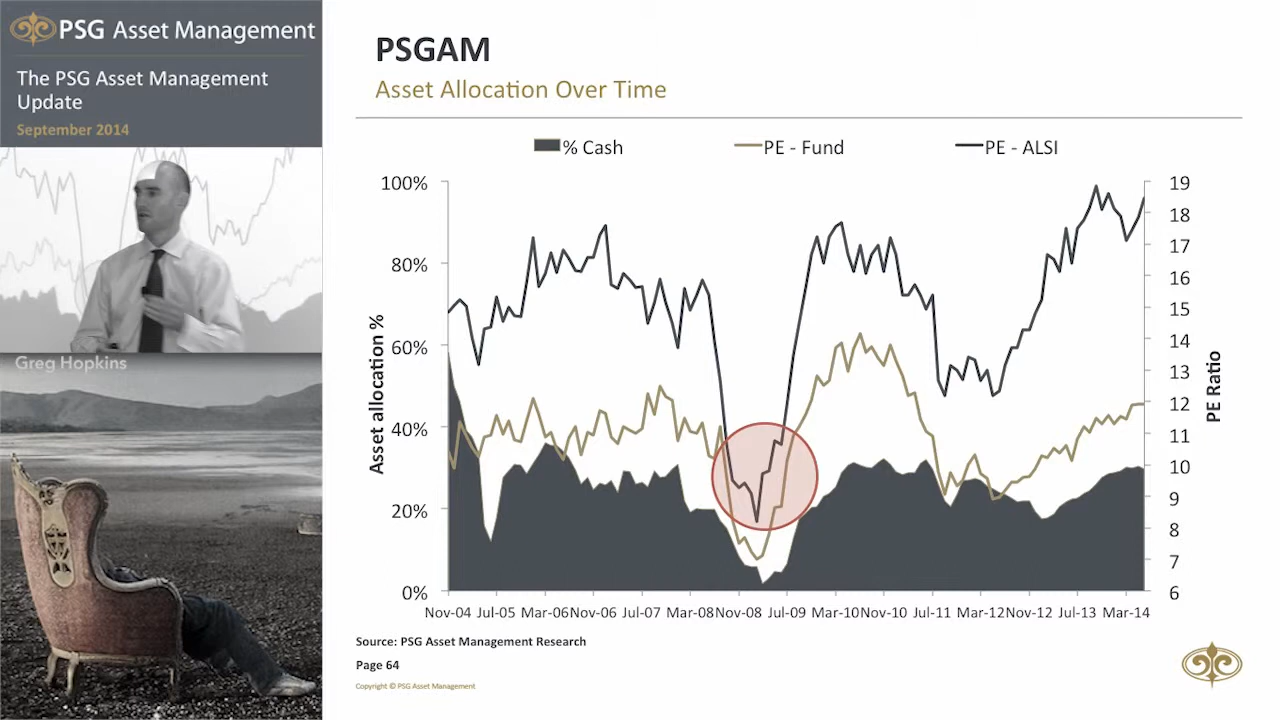 PSG Asset Management
The PSG Asset Management
Update
September 2014
Greg Hopkins
PSGAM
Asset Allocation Over Time
% Cash
PE - Fund
PE - ALSI
Asset allocation %
100%
80%
60%
40%
20%
0%
19
18
17
16
15
14
13
12
11
10
9
8
7
6
PE Ratio
Nov-04 Jul-05 Mar-06 Nov-06 Jul-07 Mar-08 Nov-08 Jul-09 Mar-10 Nov-10 Jul-11 Mar-12 Nov-12 Jul-13 Mar-14
Source: PSG Asset Management Research
Page 64
Copyright © PSG Asset Management